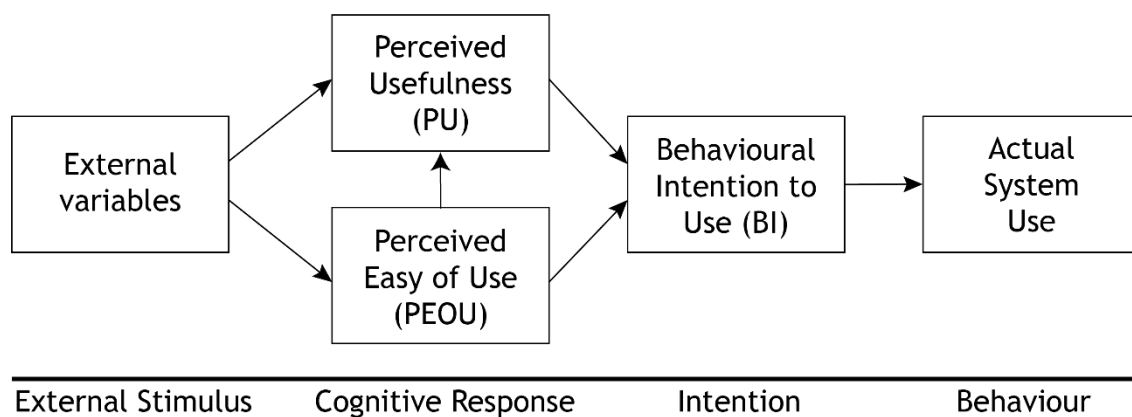 External
variables
Perceived
Usefulness
(PU)
Perceived
Easy of Use
(PEOU)
Behavioural
Intention to
Use (BI)
Actual
System
Use
External Stimulus
Cognitive Response
Intention
Behaviour